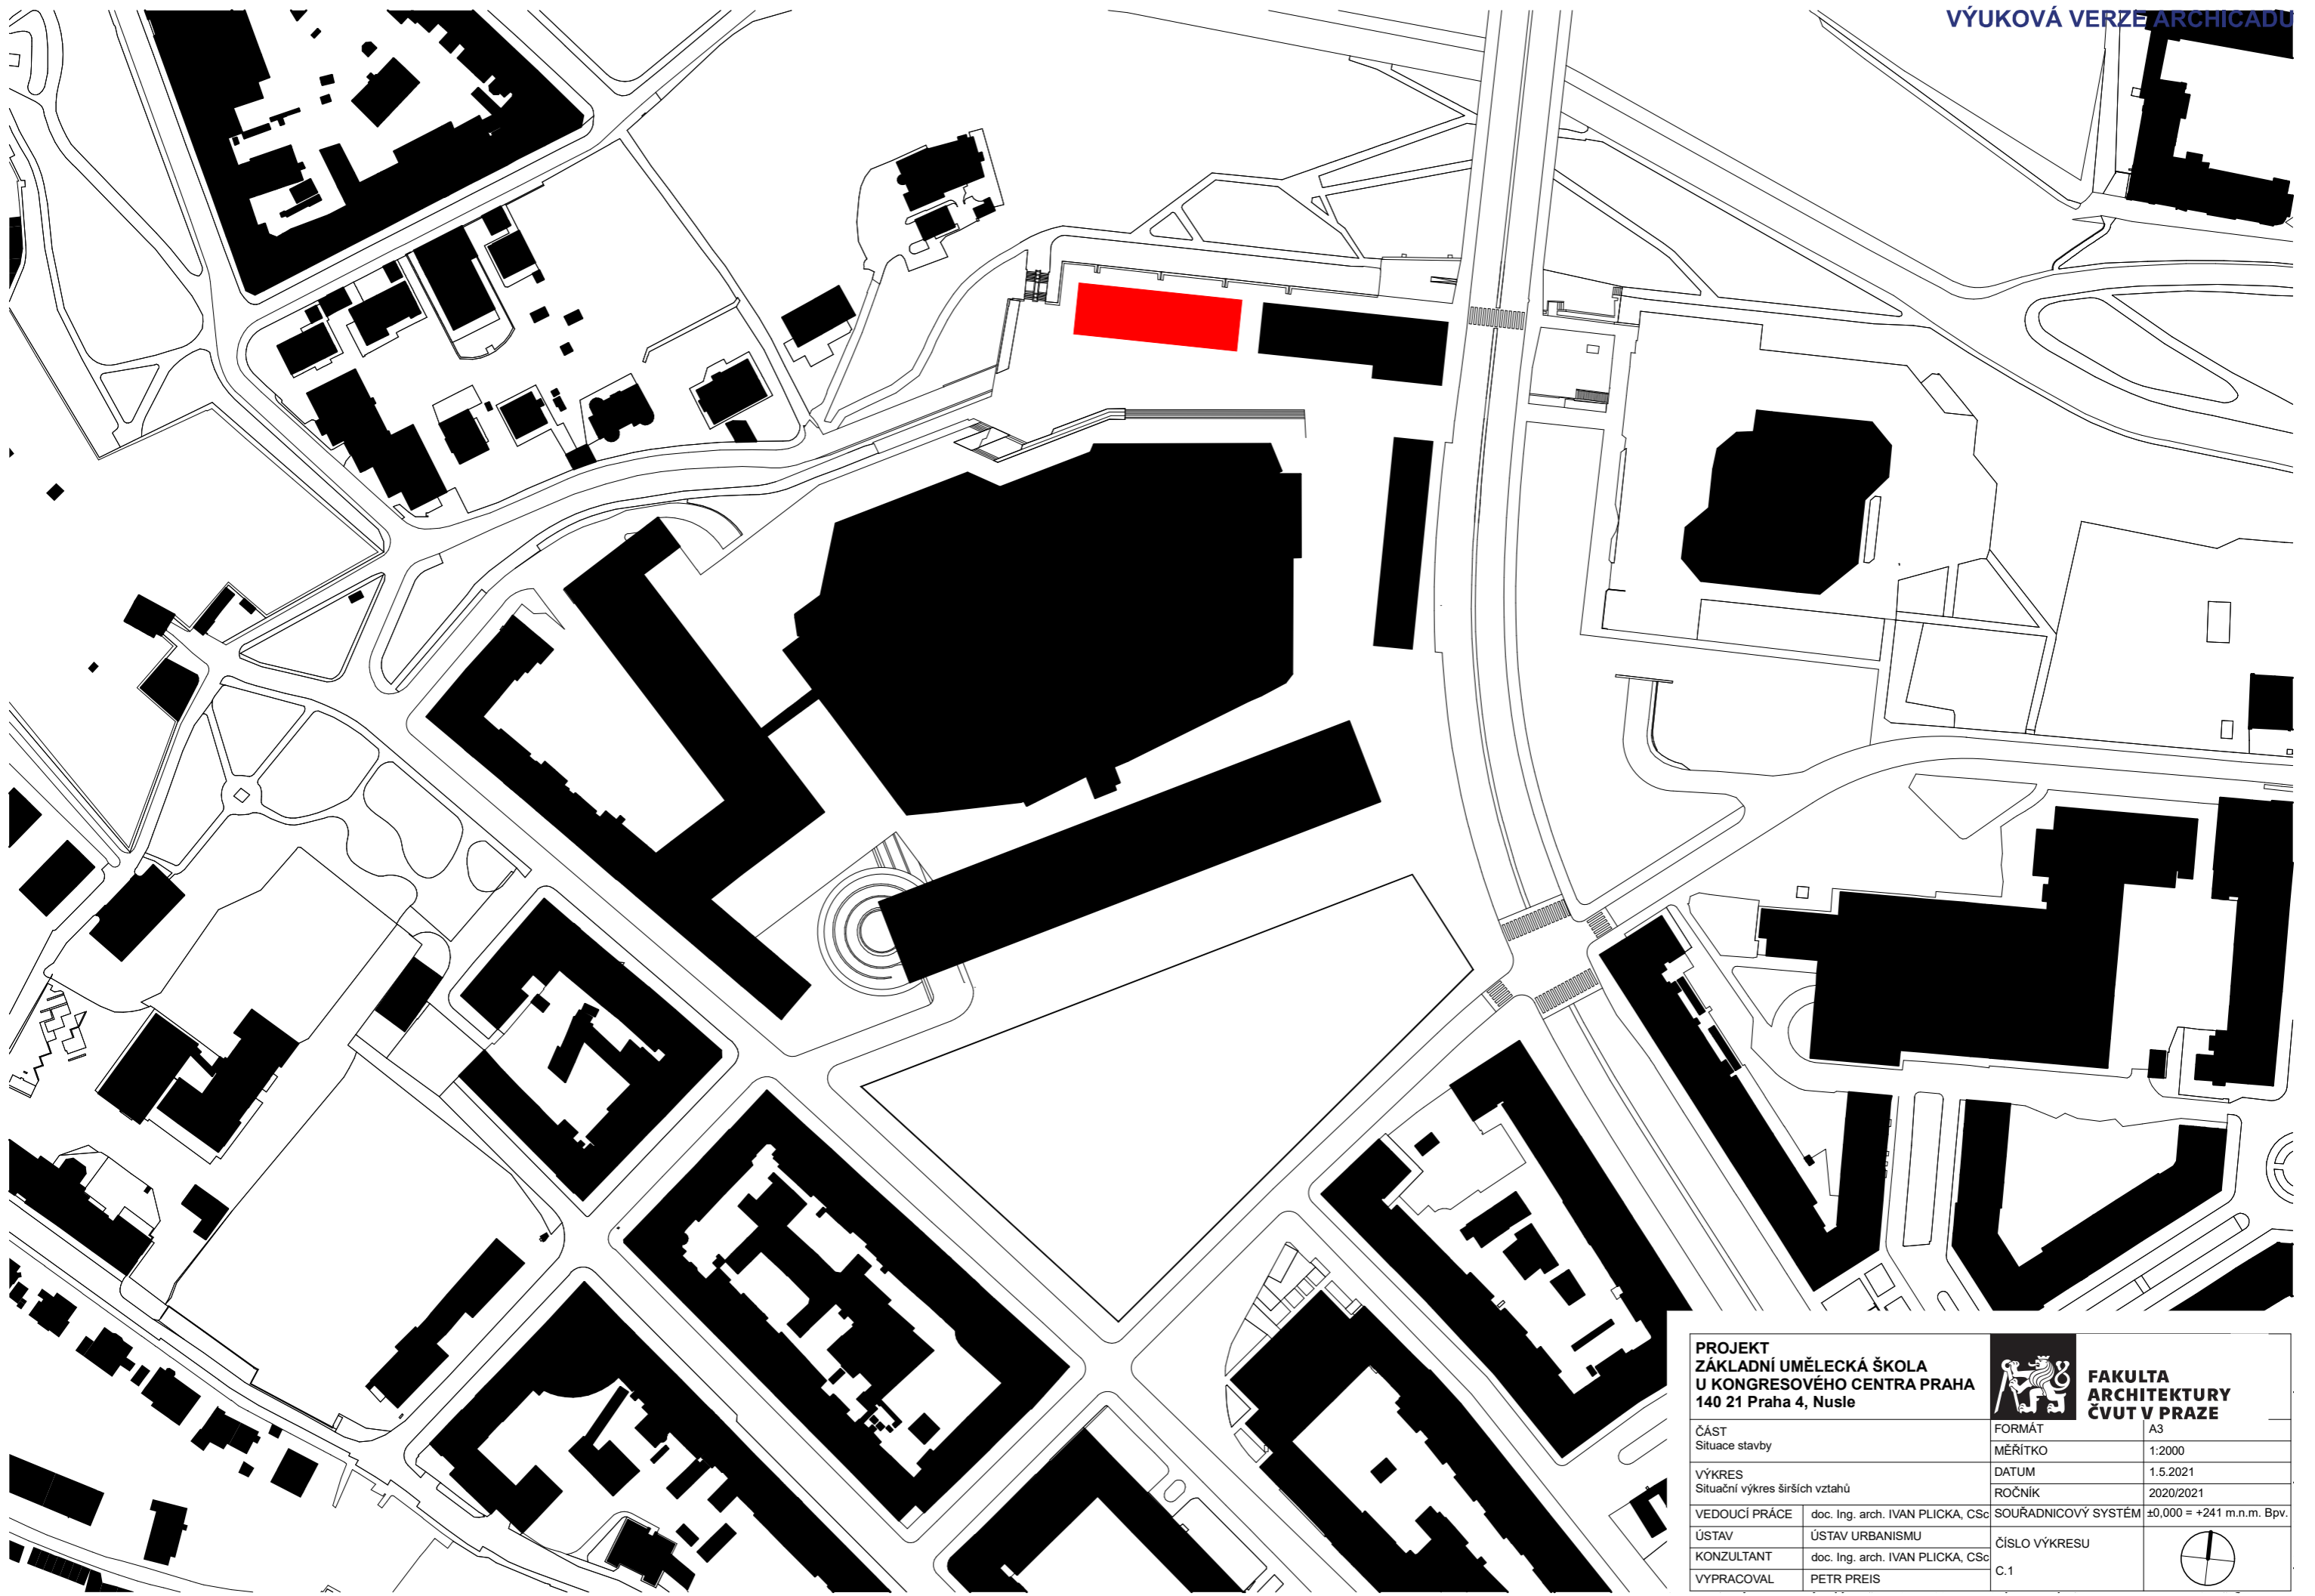 VÝUKOVÁ VERZE ARCHICADU
PROJEKT
ZÁKLADNÍ UMĚLECKÁ ŠKOLA
U KONGRESOVÉHO CENTRA PRAHA
140 21 Praha 4, Nusle
FAKULTA
ARCHITEKTURY
ČVUT V PRAZE
ČÁST
Situace stavby
FORMÁT A3
MĚŘÍTKO 1:2000
VÝKRES
Situační výkres širších vztahů
DATUM 1.5.2021
ROČNÍK 2020/2021
VEDOUCÍ PRÁCE doc. Ing. arch. IVAN PLICKA, CSc
SOUŘADNICOVÝ SYSTÉM ±0,000 = +241 m.n.m. Bpv.
ÚSTAV ÚSTAV URBANISMU
KONZULTANT doc. Ing. arch. IVAN PLICKA, CSc
VYPRACOVAL PETR PREIS
ČÍSLO VÝKRESU
C.1